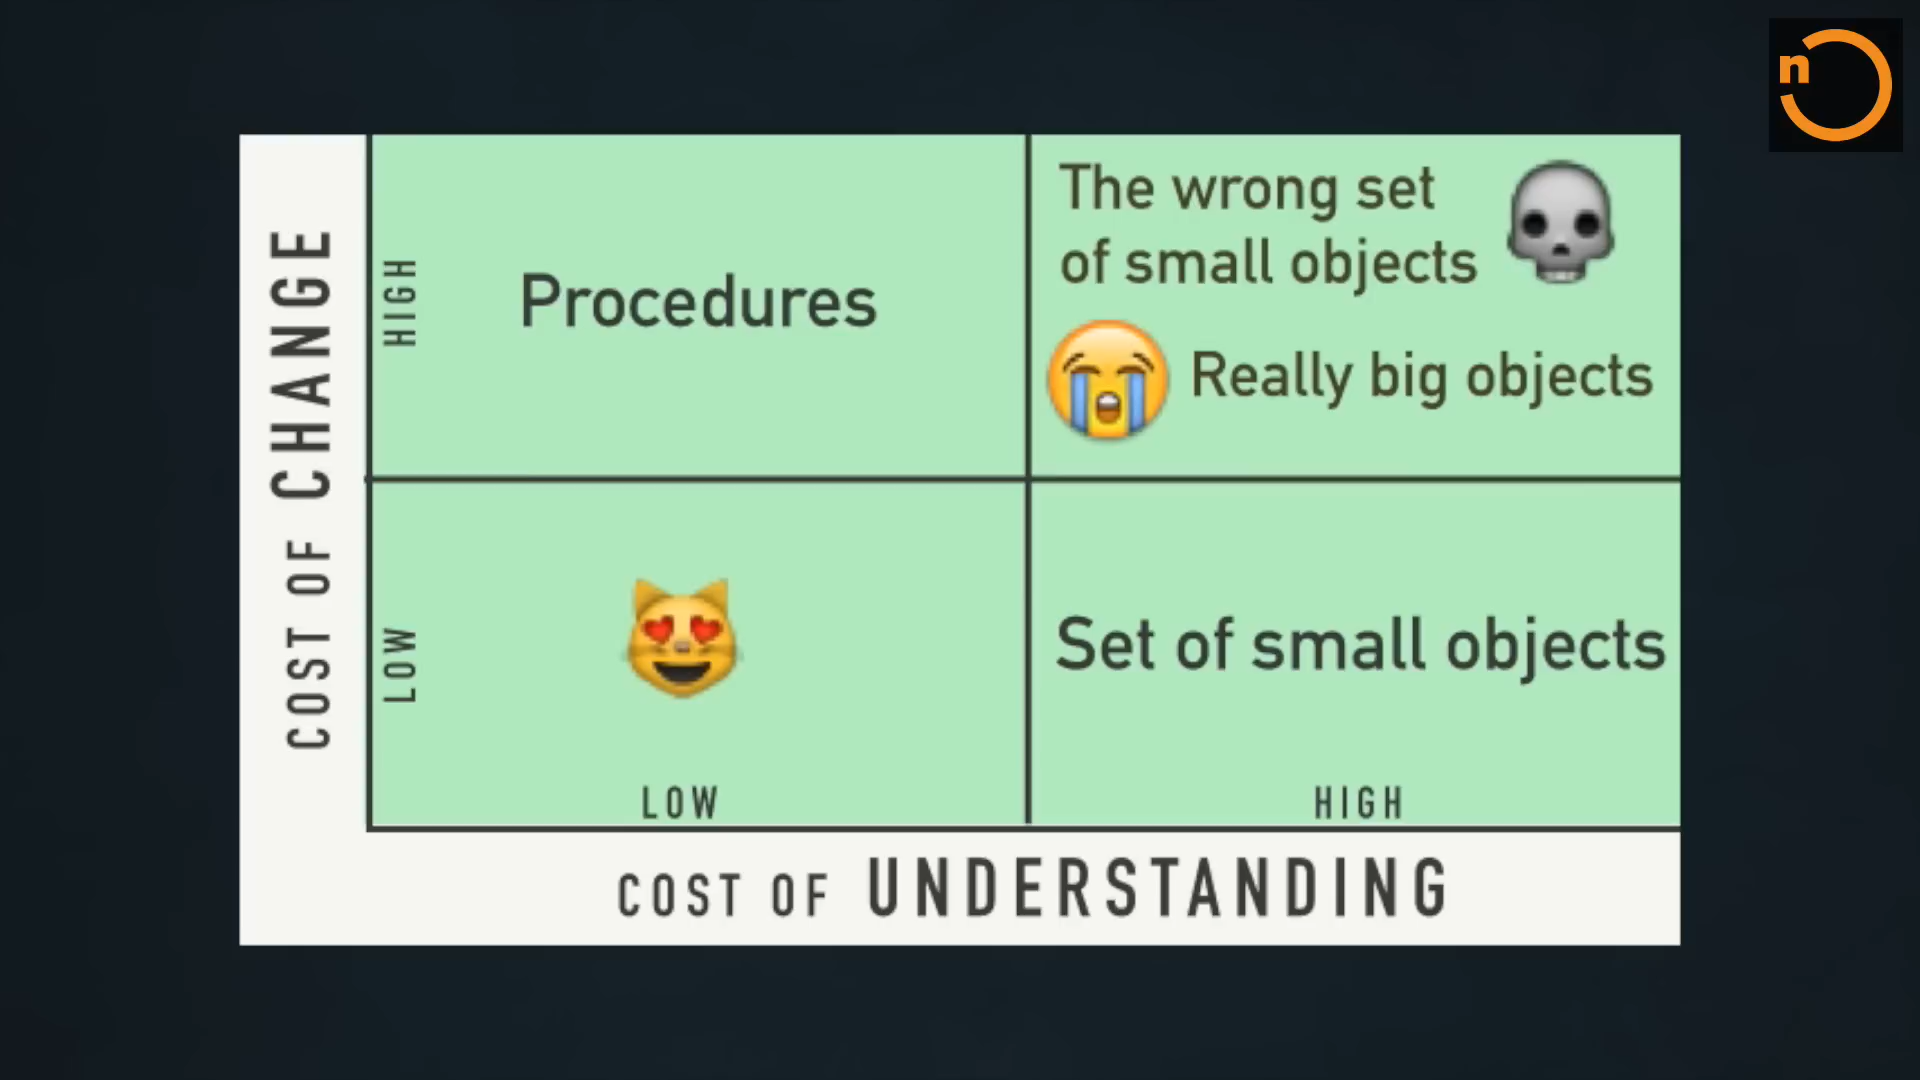 n
COST OF CHANGE
HIGH
Procedures
The wrong set
of small objects
Really big objects
LOW
Set of small objects
LOW
HIGH
COST OF UNDERSTANDING